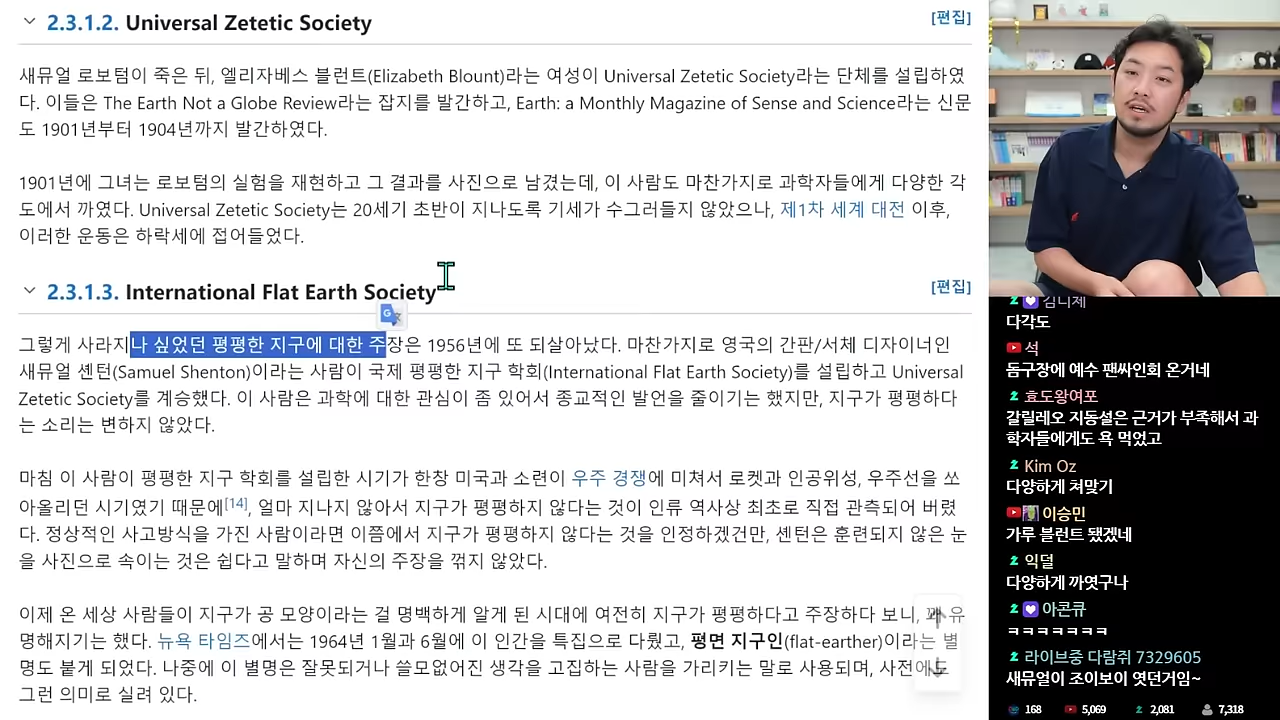 2.3.1.2. Universal Zetetic Society
[편집]
새뮤얼 로보텀이 죽은 뒤, 엘리자베스 블런트(Elizabeth Blount)라는 여성이 Universal Zetetic Society라는 단체를 설립하였
다. 이들은 The Earth Not a Globe Review라는 잡지를 발간하고, Earth: a Monthly Magazine of Sense and Science라는 신문
도 1901년부터 1904년까지 발간하였다.
1901년에 그녀는 로보텀의 실험을 재현하고 그 결과를 사진으로 남겼는데, 이 사람도 마찬가지로 과학자들에게 다양한 각
도에서 까였다. Universal Zetetic Society는 20세기 초반이 지나도록 기세가 수그러들지 않았으나, 제1차 세계 대전 이후,
이러한 운동은 하락세에 접어들었다.
2.3.1.3. International Flat Earth Society
[편집]
그렇게 사라지나 싶었던 평평한 지구에 대한 주장은 1956년에 또 되살아났다. 마찬가지로 영국의 간판/서체 디자이너인
새뮤얼 셴턴(Samuel Shenton)이라는 사람이 국제 평평한 지구 학회(International Flat Earth Society)를 설립하고 Universal
Zetetic Society를 계승했다. 이 사람은 과학에 대한 관심이 좀 있어서 종교적인 발언을 줄이기는 했지만, 지구가 평평하다
는 소리는 변하지 않았다.
마침 이 사람이 평평한 지구 학회를 설립한 시기가 한창 미국과 소련이 우주 경쟁에 미쳐서 로켓과 인공위성, 우주선을 쏘
아올리던 시기였기 때문에[14], 얼마 지나지 않아서 지구가 평평하지 않다는 것이 인류 역사상 최초로 직접 관측되어 버렸
다. 정상적인 사고방식을 가진 사람이라면 이쯤에서 지구가 평평하지 않다는 것을 인정하겠건만, 셴턴은 훈련되지 않은 눈
을 사진으로 속이는 것은 쉽다고 말하며 자신의 주장을 꺾지 않았다.
이제 온 세상 사람들이 지구가 공 모양이라는 걸 명백하게 알게 된 시대에 여전히 지구가 평평하다고 주장하다 보니, 꽤 유
명해지기는 했다. 뉴욕 타임즈에서는 1964년 1월과 6월에 이 인간을 특집으로 다뤘고, 평면 지구인(flat-earther)이라는 별
명도 붙게 되었다. 나중에 이 별명은 잘못되거나 쓸모없어진 생각을 고집하는 사람을 가리키는 말로 사용되며, 사전에도
그런 의미로 실려 있다.
다각도
석
돔구장에 예수 팬싸인회 온거네
효도왕여포
갈릴레오 지동설은 근거가 부족해서 과
학자들에게도 욕 먹었고
Kim Oz
다양하게 쳐맞기
이승민
가루 블런트 됐겠네
익덜
다양하게 까엿구나
아콘큐
ㅋㅋㅋㅋㅋㅋㅋ
라이브중 다람쥐 7329605
새뮤얼이 조이보이 엿던거임~
168 5,069 2,081 7,318